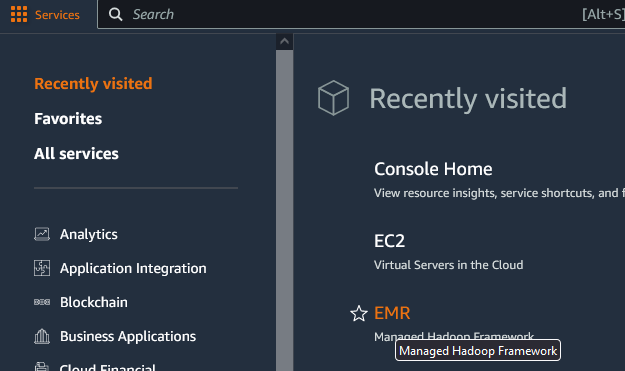 Services
Search
[Alt+S]
Recently visited
Favorites
All services
Analytics
Application Integration
Blockchain
Business Applications
Cloud Financial
Recently visited
Console Home
View resource insights, service shortcuts, and f
EC2
Virtual Servers in the Cloud
EMR
Managed Hadoop Framework
Managed Hadoop Framework